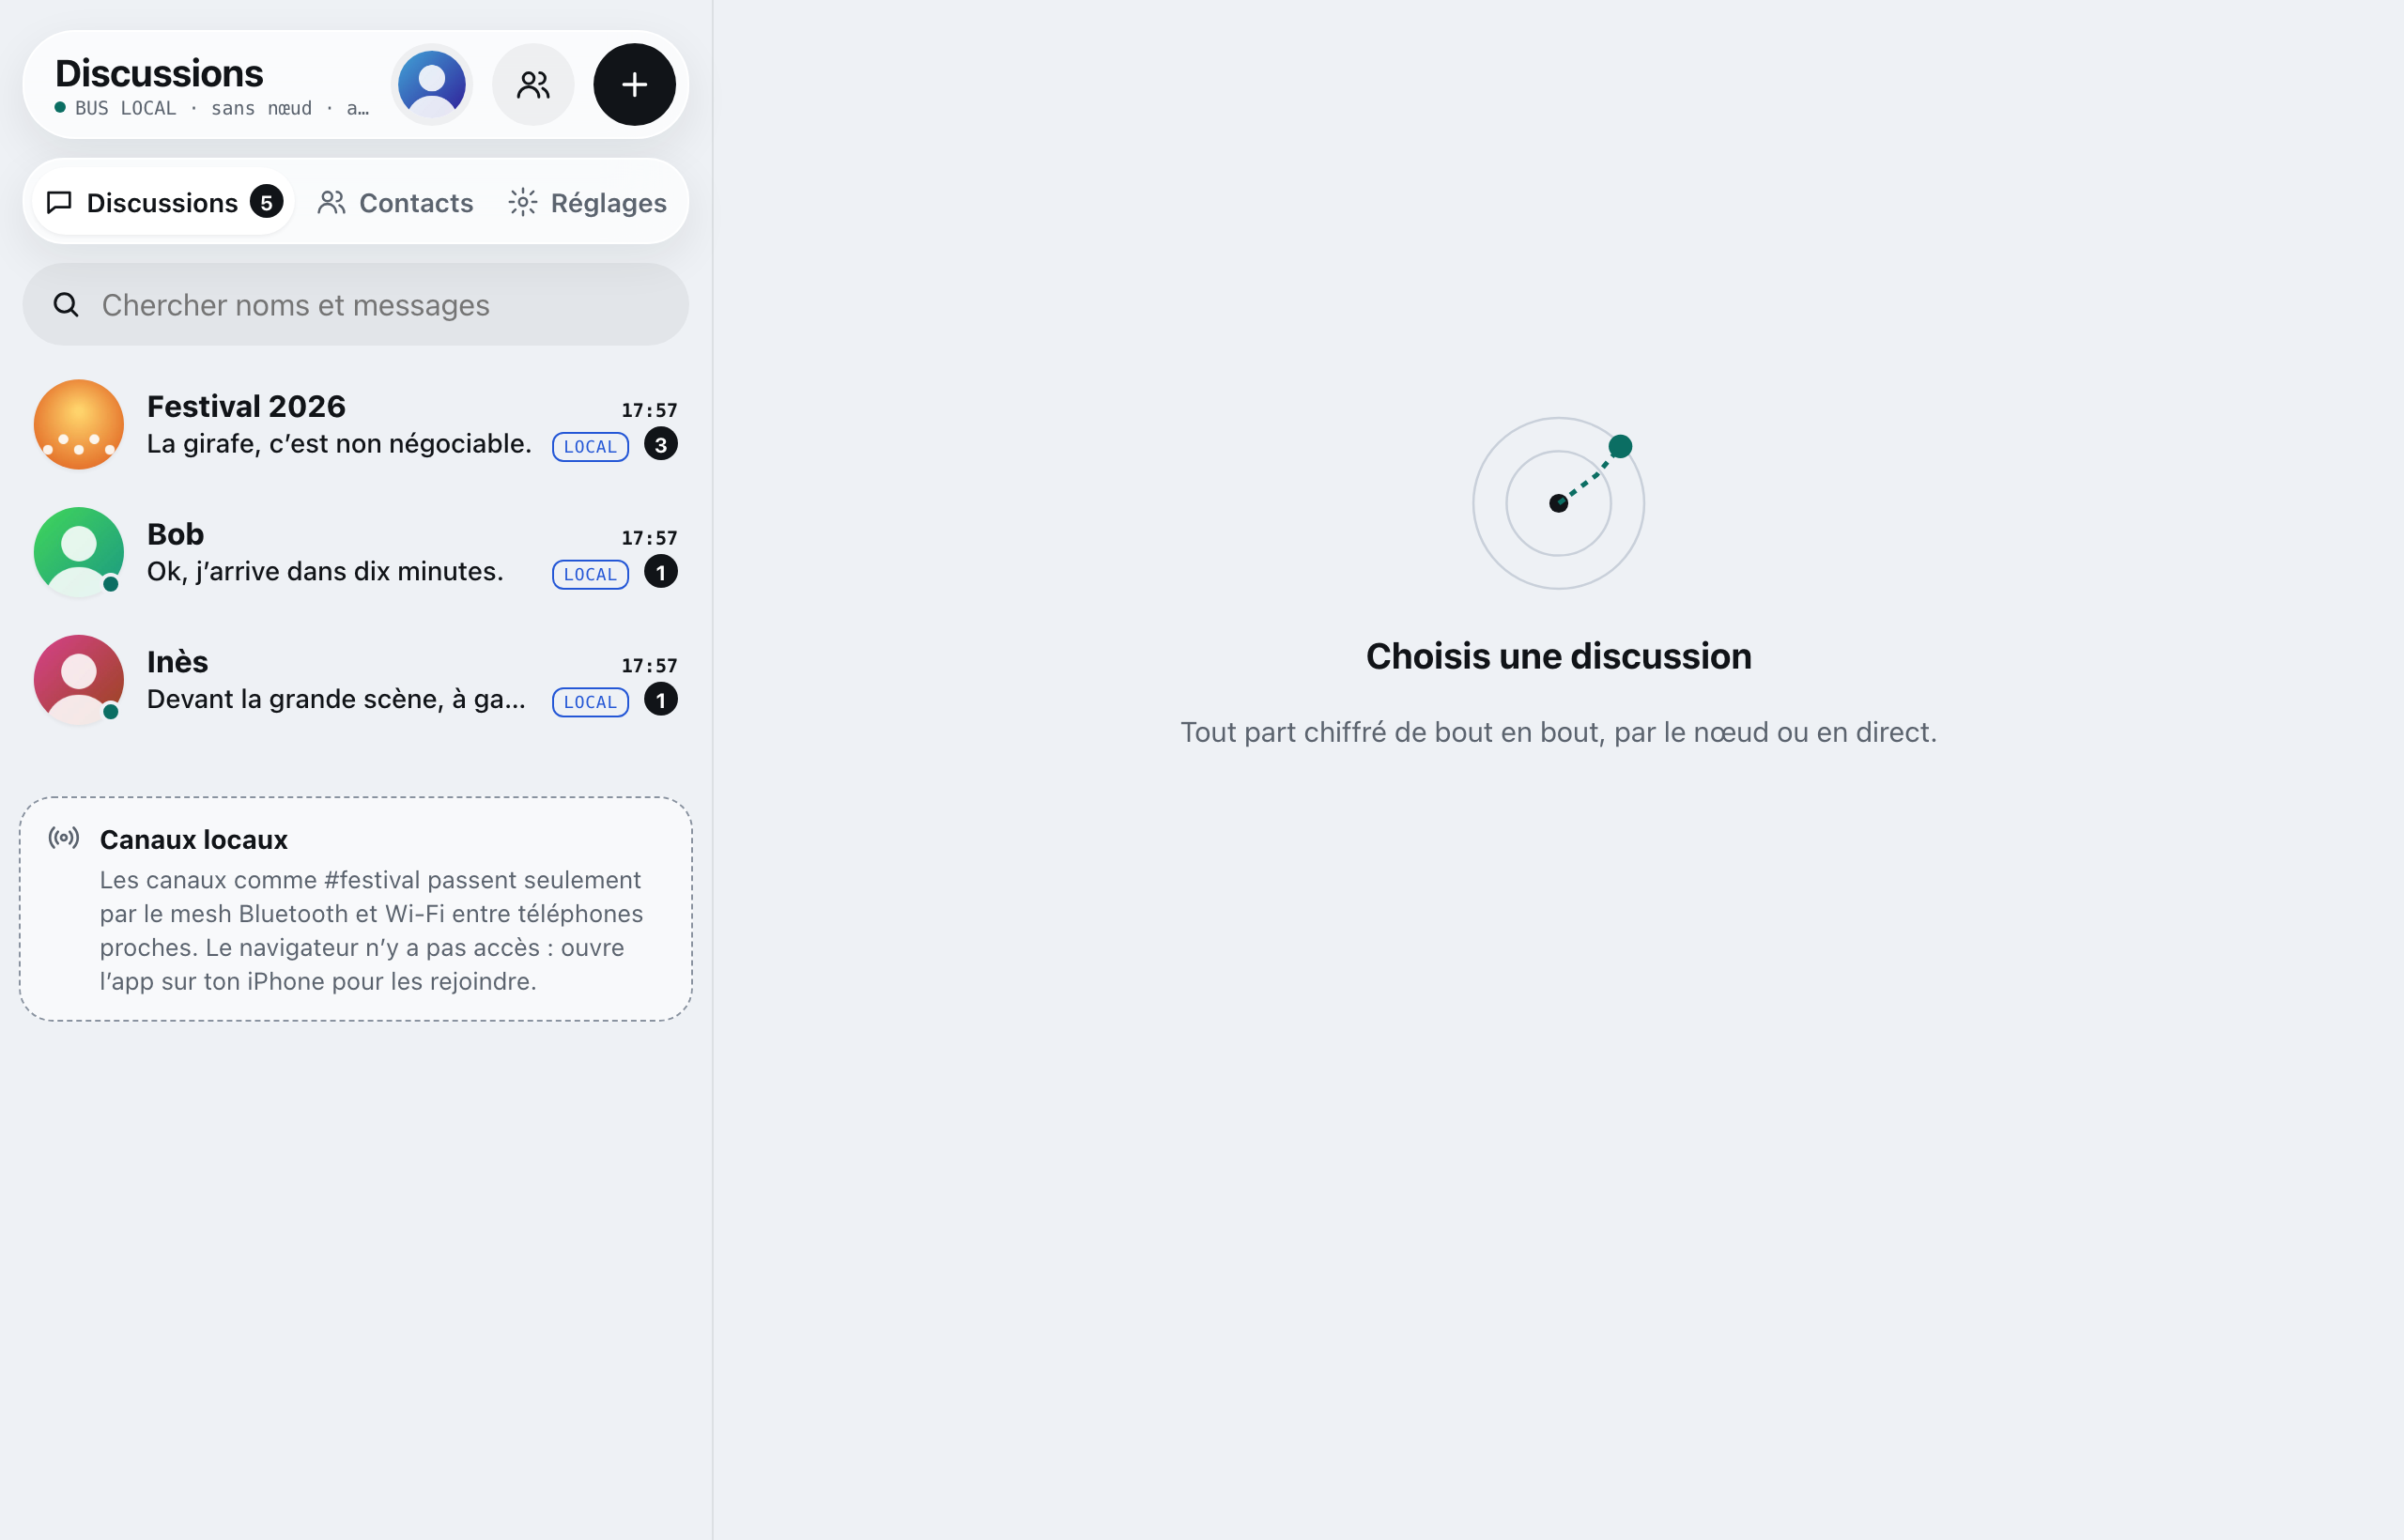 Discussions
BUS LOCAL · sans nœud · a…
Discussions 5
Contacts
Réglages
Chercher noms et messages
Festival 2026
17:57
La girafe, c’est non négociable.
LOCAL
3
Bob
17:57
Ok, j’arrive dans dix minutes.
LOCAL
1
Inès
17:57
Devant la grande scène, à ga…
LOCAL
1
Canaux locaux
Les canaux comme #festival passent seulement
par le mesh Bluetooth et Wi-Fi entre téléphones
proches. Le navigateur n’y a pas accès : ouvre
l’app sur ton iPhone pour les rejoindre.
Choisis une discussion
Tout part chiffré de bout en bout, par le nœud ou en direct.